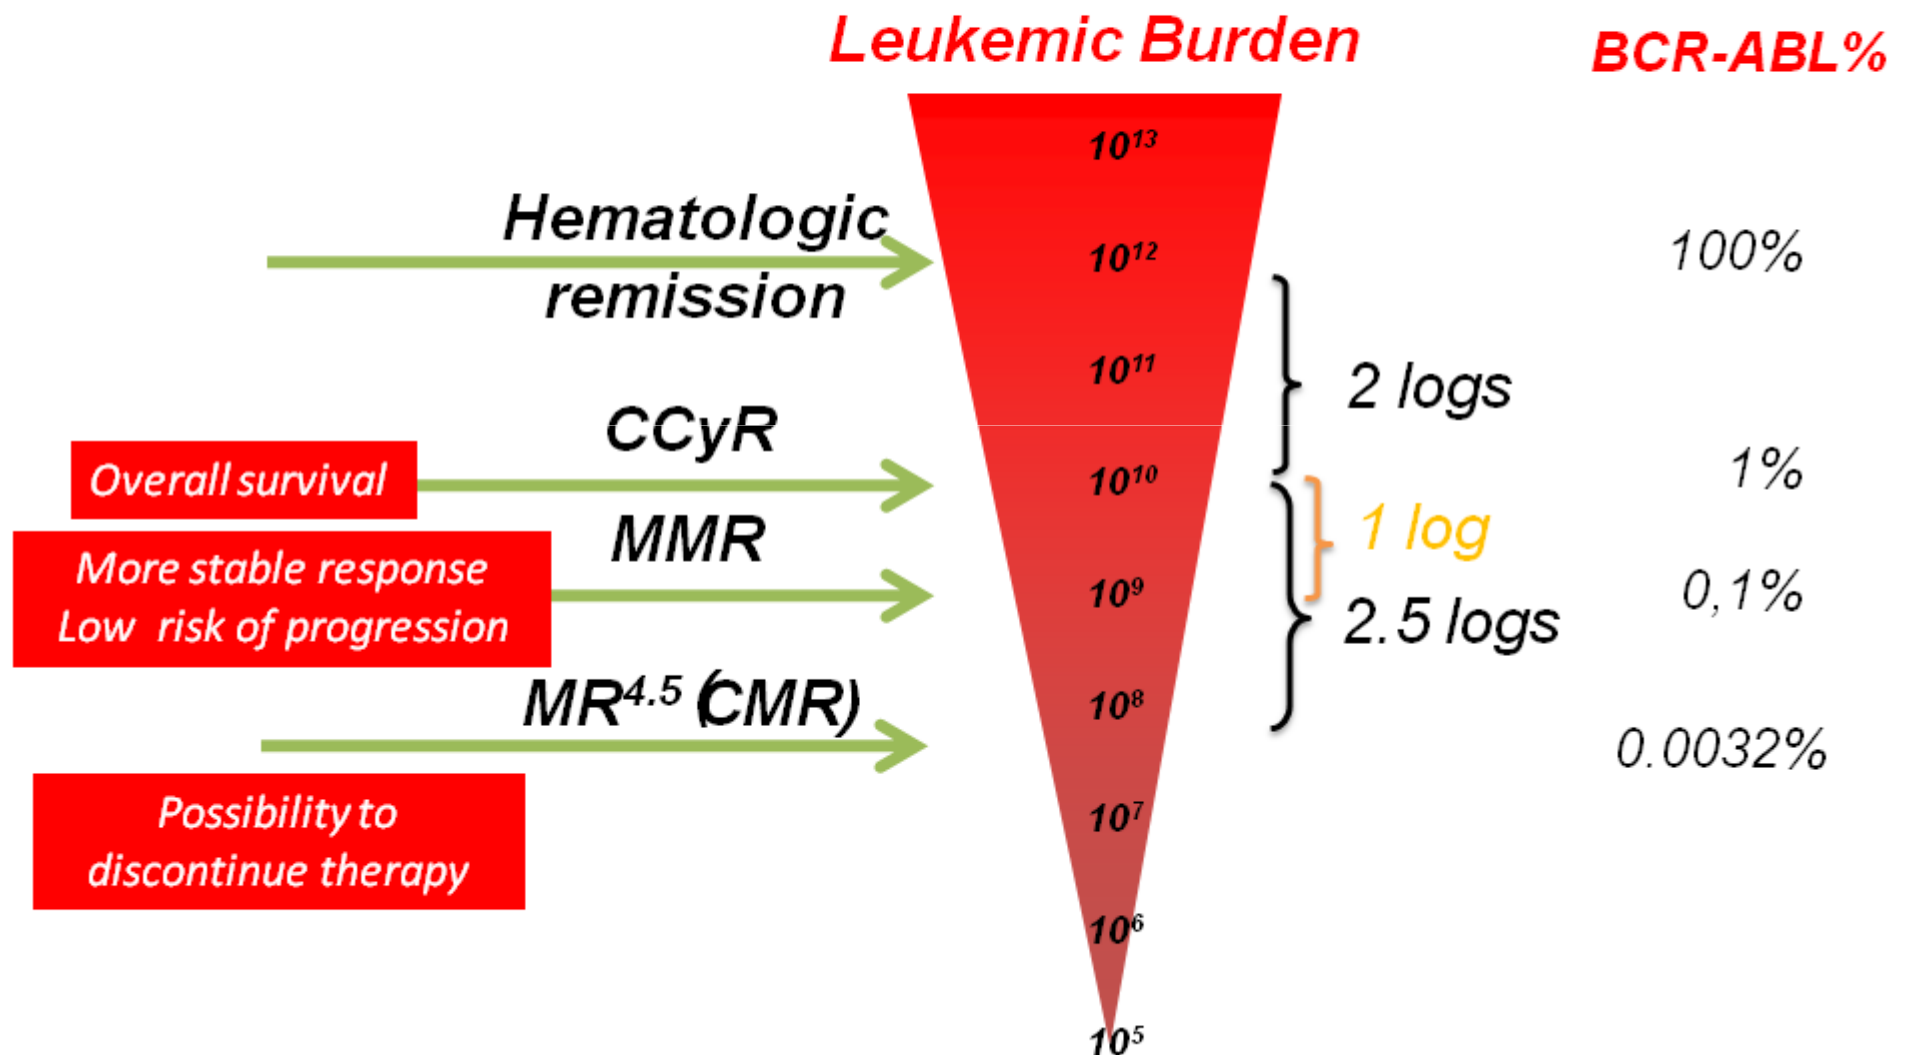 Leukemic Burden
BCR-ABL%
10¹³
Hematologic
remission
10¹²
100%
10¹¹
2 logs
CCyR
Overall survival
10¹⁰
1%
1 log
MMR
More stable response
Low risk of progression
10⁹
0,1%
2.5 logs
MR⁴·⁵ (CMR)
10⁸
0.0032%
Possibility to
discontinue therapy
10⁷
10⁶
10⁵